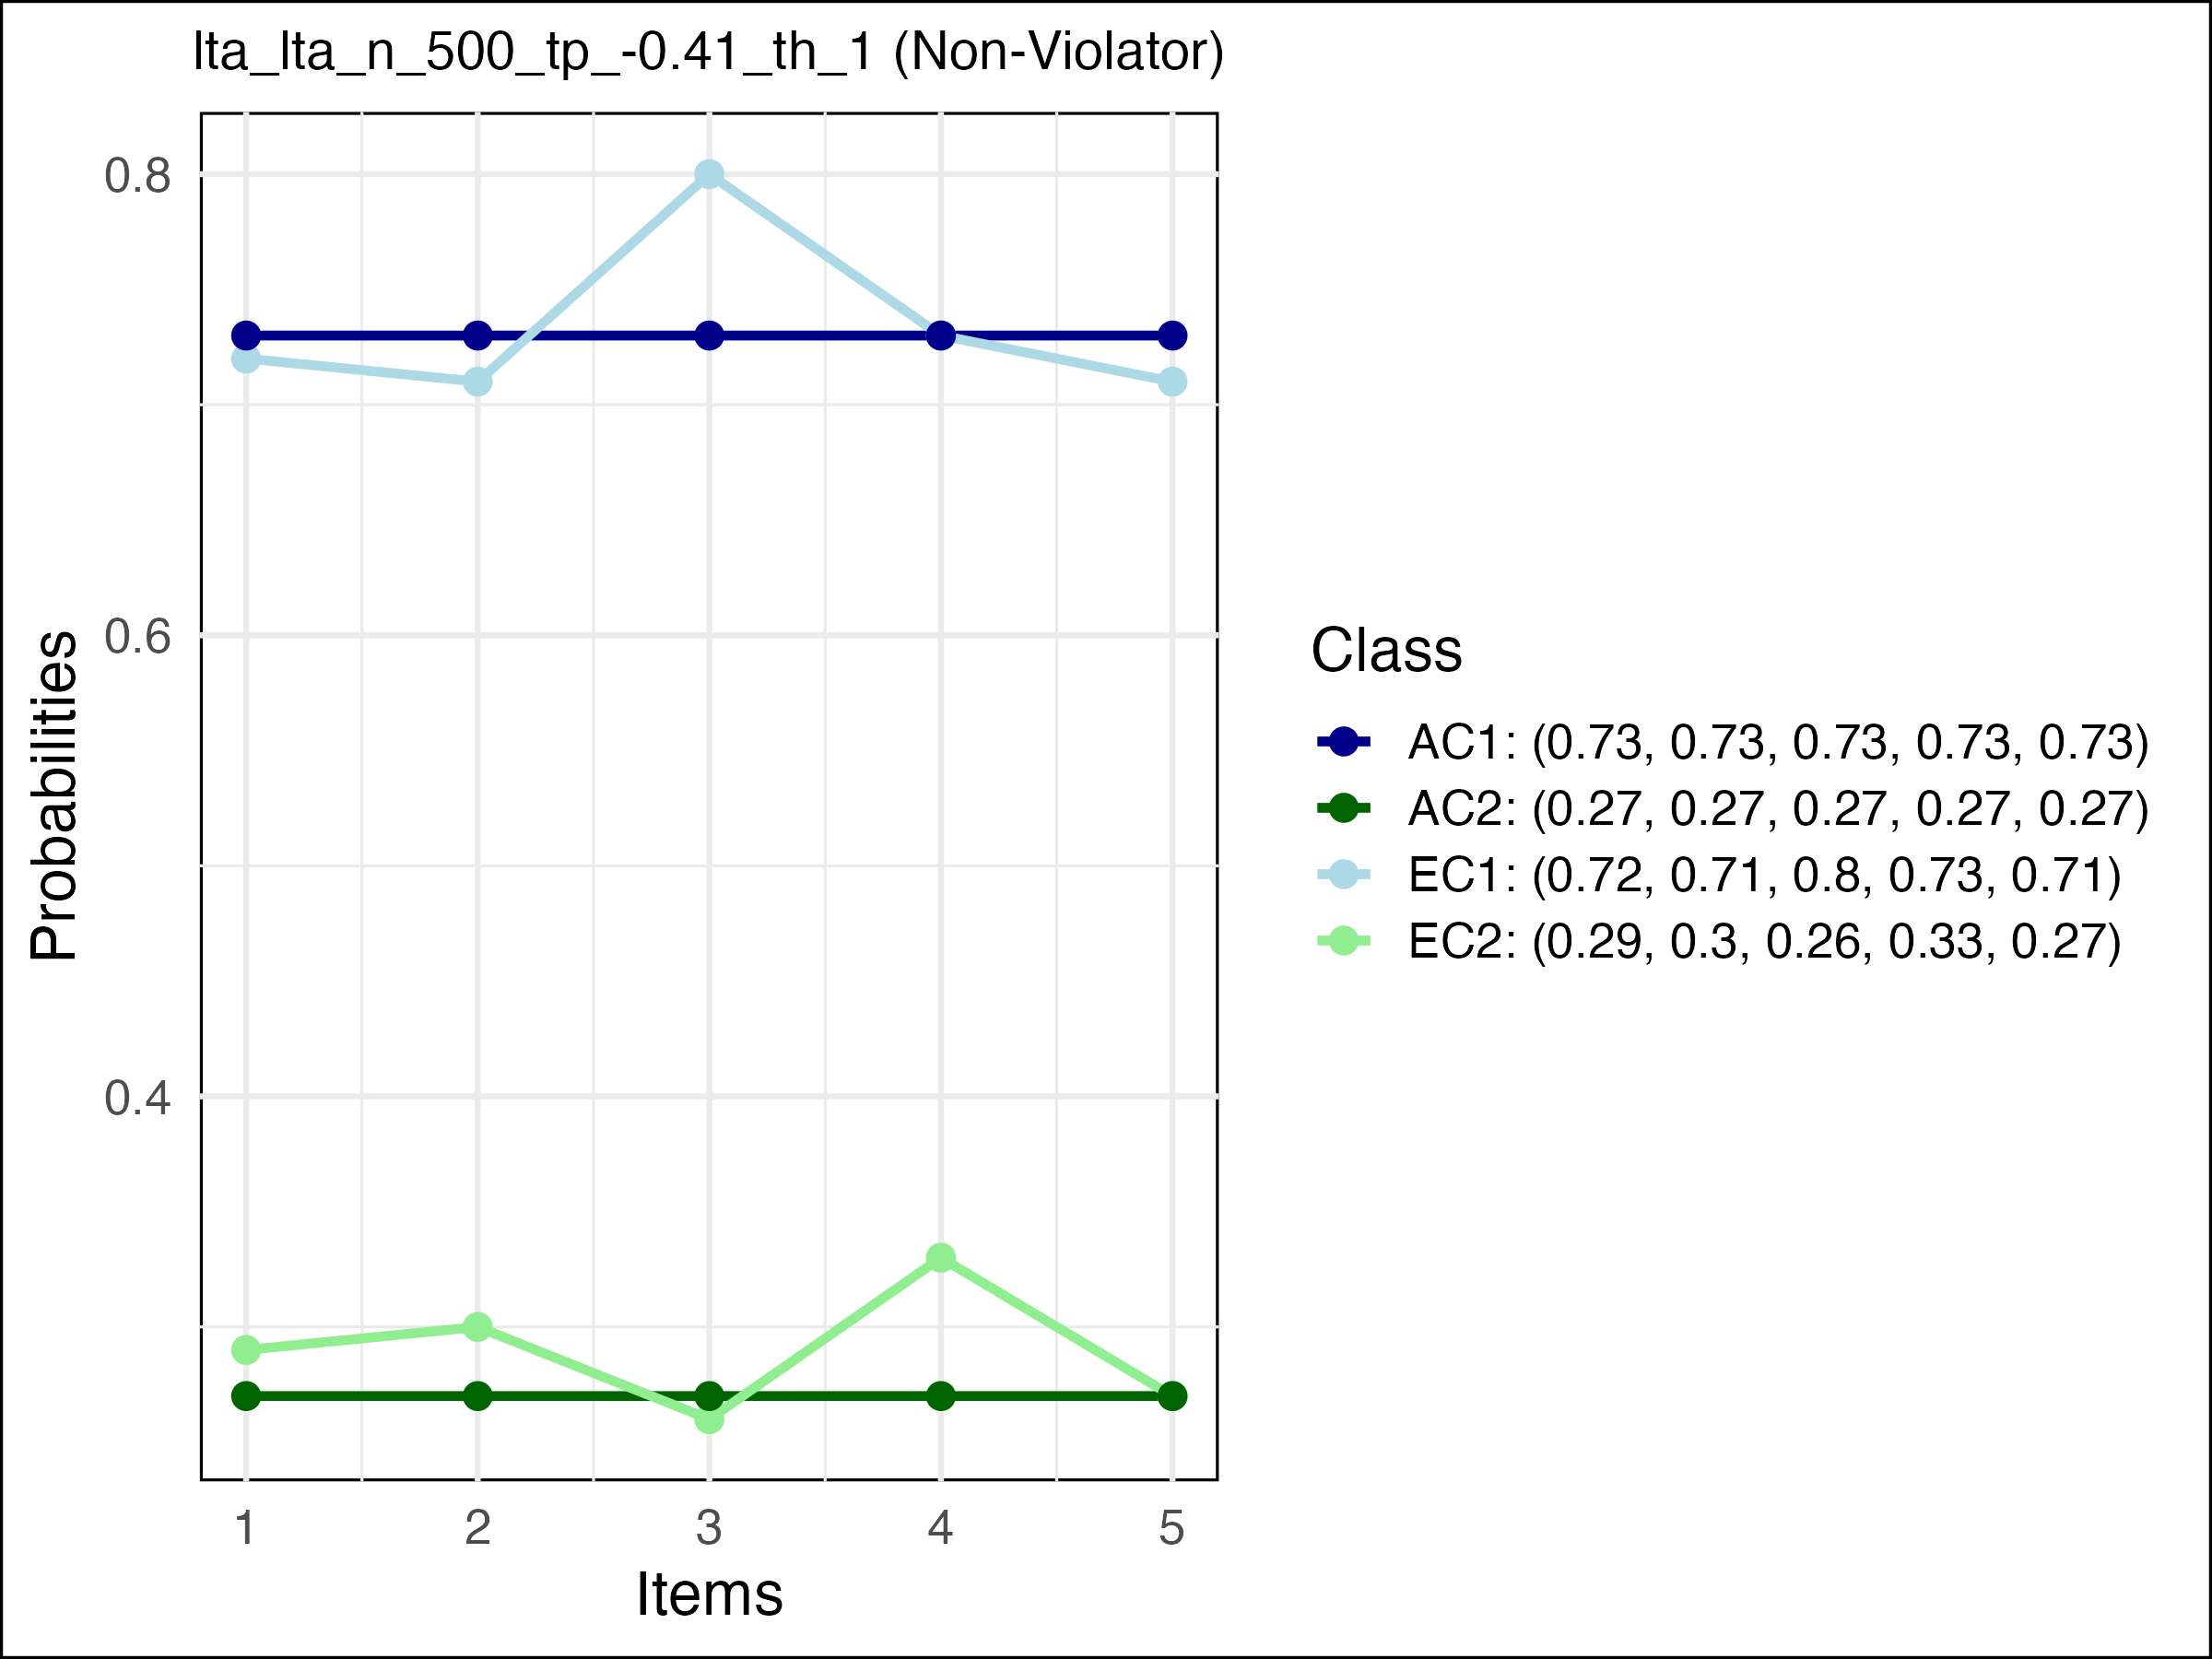 lta_lta_n_500_tp_-0.41_th_1 (Non-Violator)
Probabilities
0.8
0.6
0.4
1 2 3 4 5
Items
Class
AC1: (0.73, 0.73, 0.73, 0.73, 0.73)
AC2: (0.27, 0.27, 0.27, 0.27, 0.27)
EC1: (0.72, 0.71, 0.8, 0.73, 0.71)
EC2: (0.29, 0.3, 0.26, 0.33, 0.27)